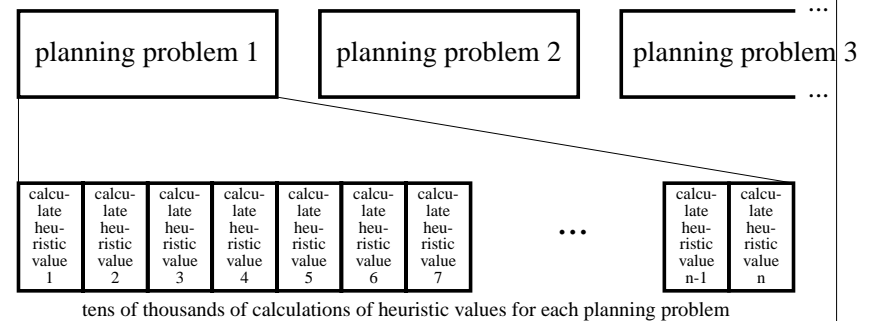 ...
planning problem 1
planning problem 2
planning problem 3
...
calcu-
late
heu-
ristic
value
1
calcu-
late
heu-
ristic
value
2
calcu-
late
heu-
ristic
value
3
calcu-
late
heu-
ristic
value
4
calcu-
late
heu-
ristic
value
5
calcu-
late
heu-
ristic
value
6
calcu-
late
heu-
ristic
value
7
...
calcu-
late
heu-
ristic
value
n-1
calcu-
late
heu-
ristic
value
n
tens of thousands of calculations of heuristic values for each planning problem